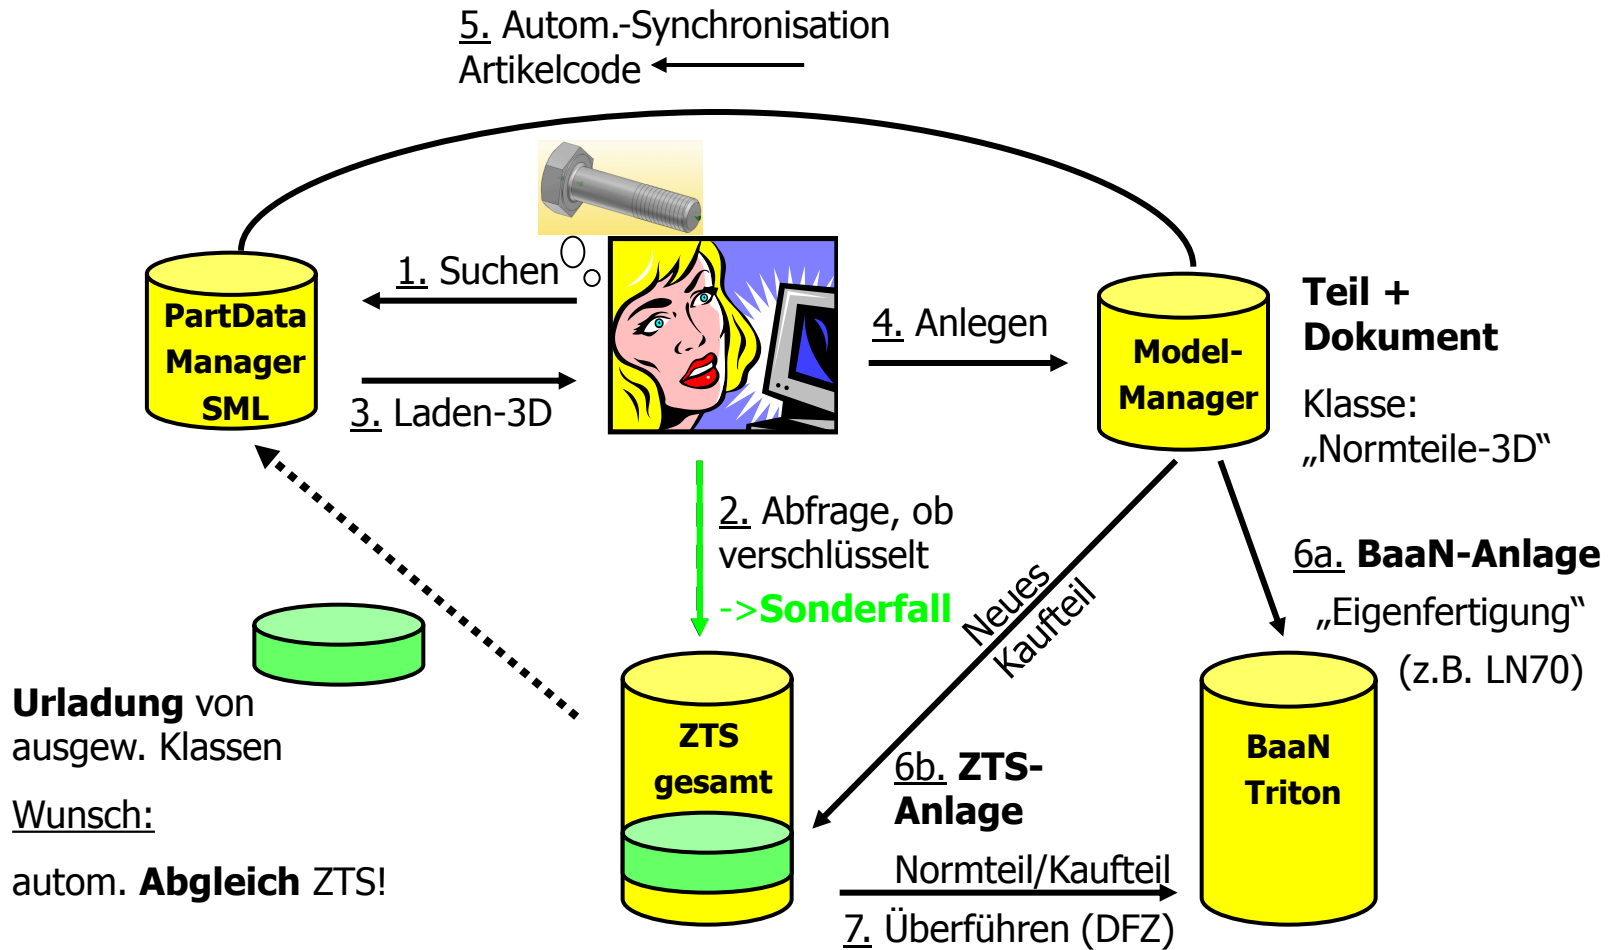 5. Autom.-Synchronisation
Artikelcode
1. Suchen
PartData
Manager
SML
3. Laden-3D
4. Anlegen
Model-
Manager
Teil +
Dokument
Klasse:
„Normteile-3D“
2. Abfrage, ob
verschlüsselt
->Sonderfall
Neues
Kaufteil
6a. BaaN-Anlage
„Eigenfertigung“
(z.B. LN70)
Urladung von
ausgew. Klassen
Wunsch:
autom. Abgleich ZTS!
ZTS
gesamt
6b. ZTS-
Anlage
Normteil/Kaufteil
7. Überführen (DFZ)
BaaN
Triton